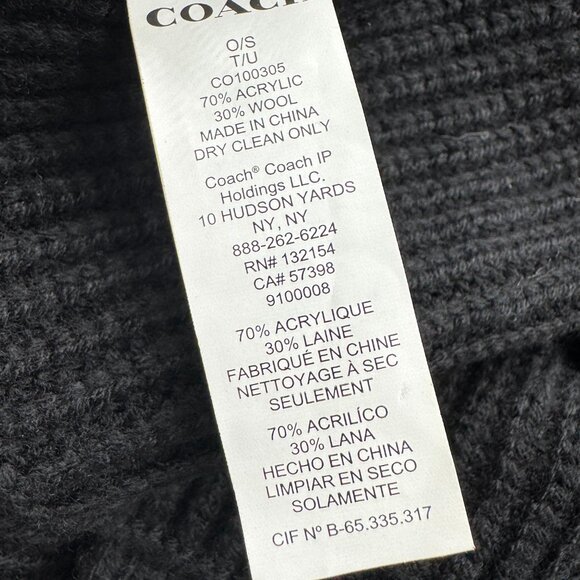 COACH
O/S
T/U
CO100305
70% ACRYLIC
30% WOOL
MADE IN CHINA
DRY CLEAN ONLY
Coach® Coach IP
Holdings LLC.
10 HUDSON YARDS
NY, NY
888-262-6224
RN# 132154
CA# 57398
9100008
70% ACRYLIQUE
30% LAINE
FABRIQUÉ EN CHINE
NETTOYAGE À SEC
SEULEMENT
70% ACRILÍCO
30% LANA
HECHO EN CHINA
LIMPIAR EN SECO
SOLAMENTE
CIF Nº B-65.335.317